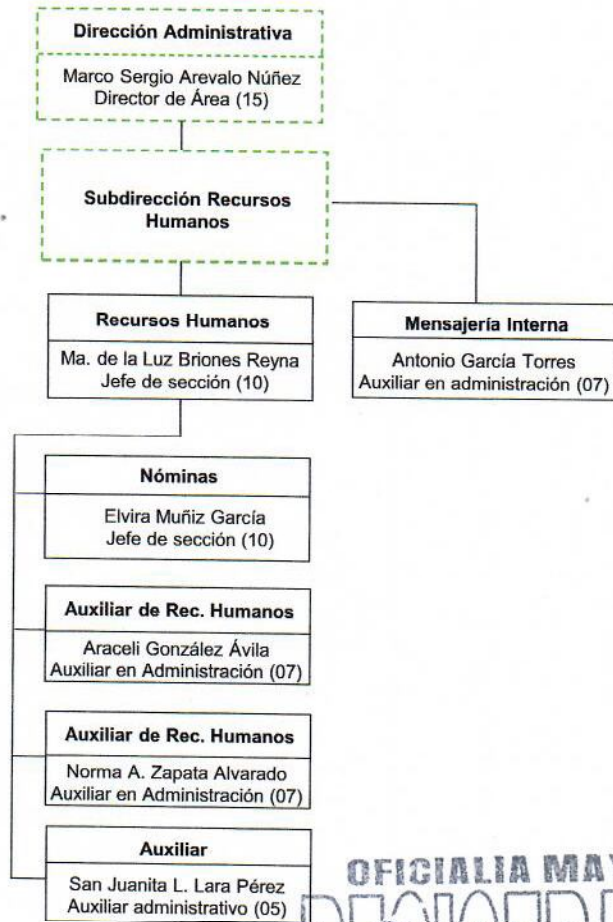 Dirección Administrativa
Marco Sergio Arevalo Núñez
Director de Área (15)
Subdirección Recursos
Humanos
Recursos Humanos
Ma. de la Luz Briones Reyna
Jefe de sección (10)
Mensajería Interna
Antonio García Torres
Auxiliar en administración (07)
Nóminas
Elvira Muñiz García
Jefe de sección (10)
Auxiliar de Rec. Humanos
Araceli González Ávila
Auxiliar en Administración (07)
Auxiliar de Rec. Humanos
Norma A. Zapata Alvarado
Auxiliar en Administración (07)
Auxiliar
San Juanita L. Lara Pérez
Auxiliar administrativo (05)
OFICIALIA MAY